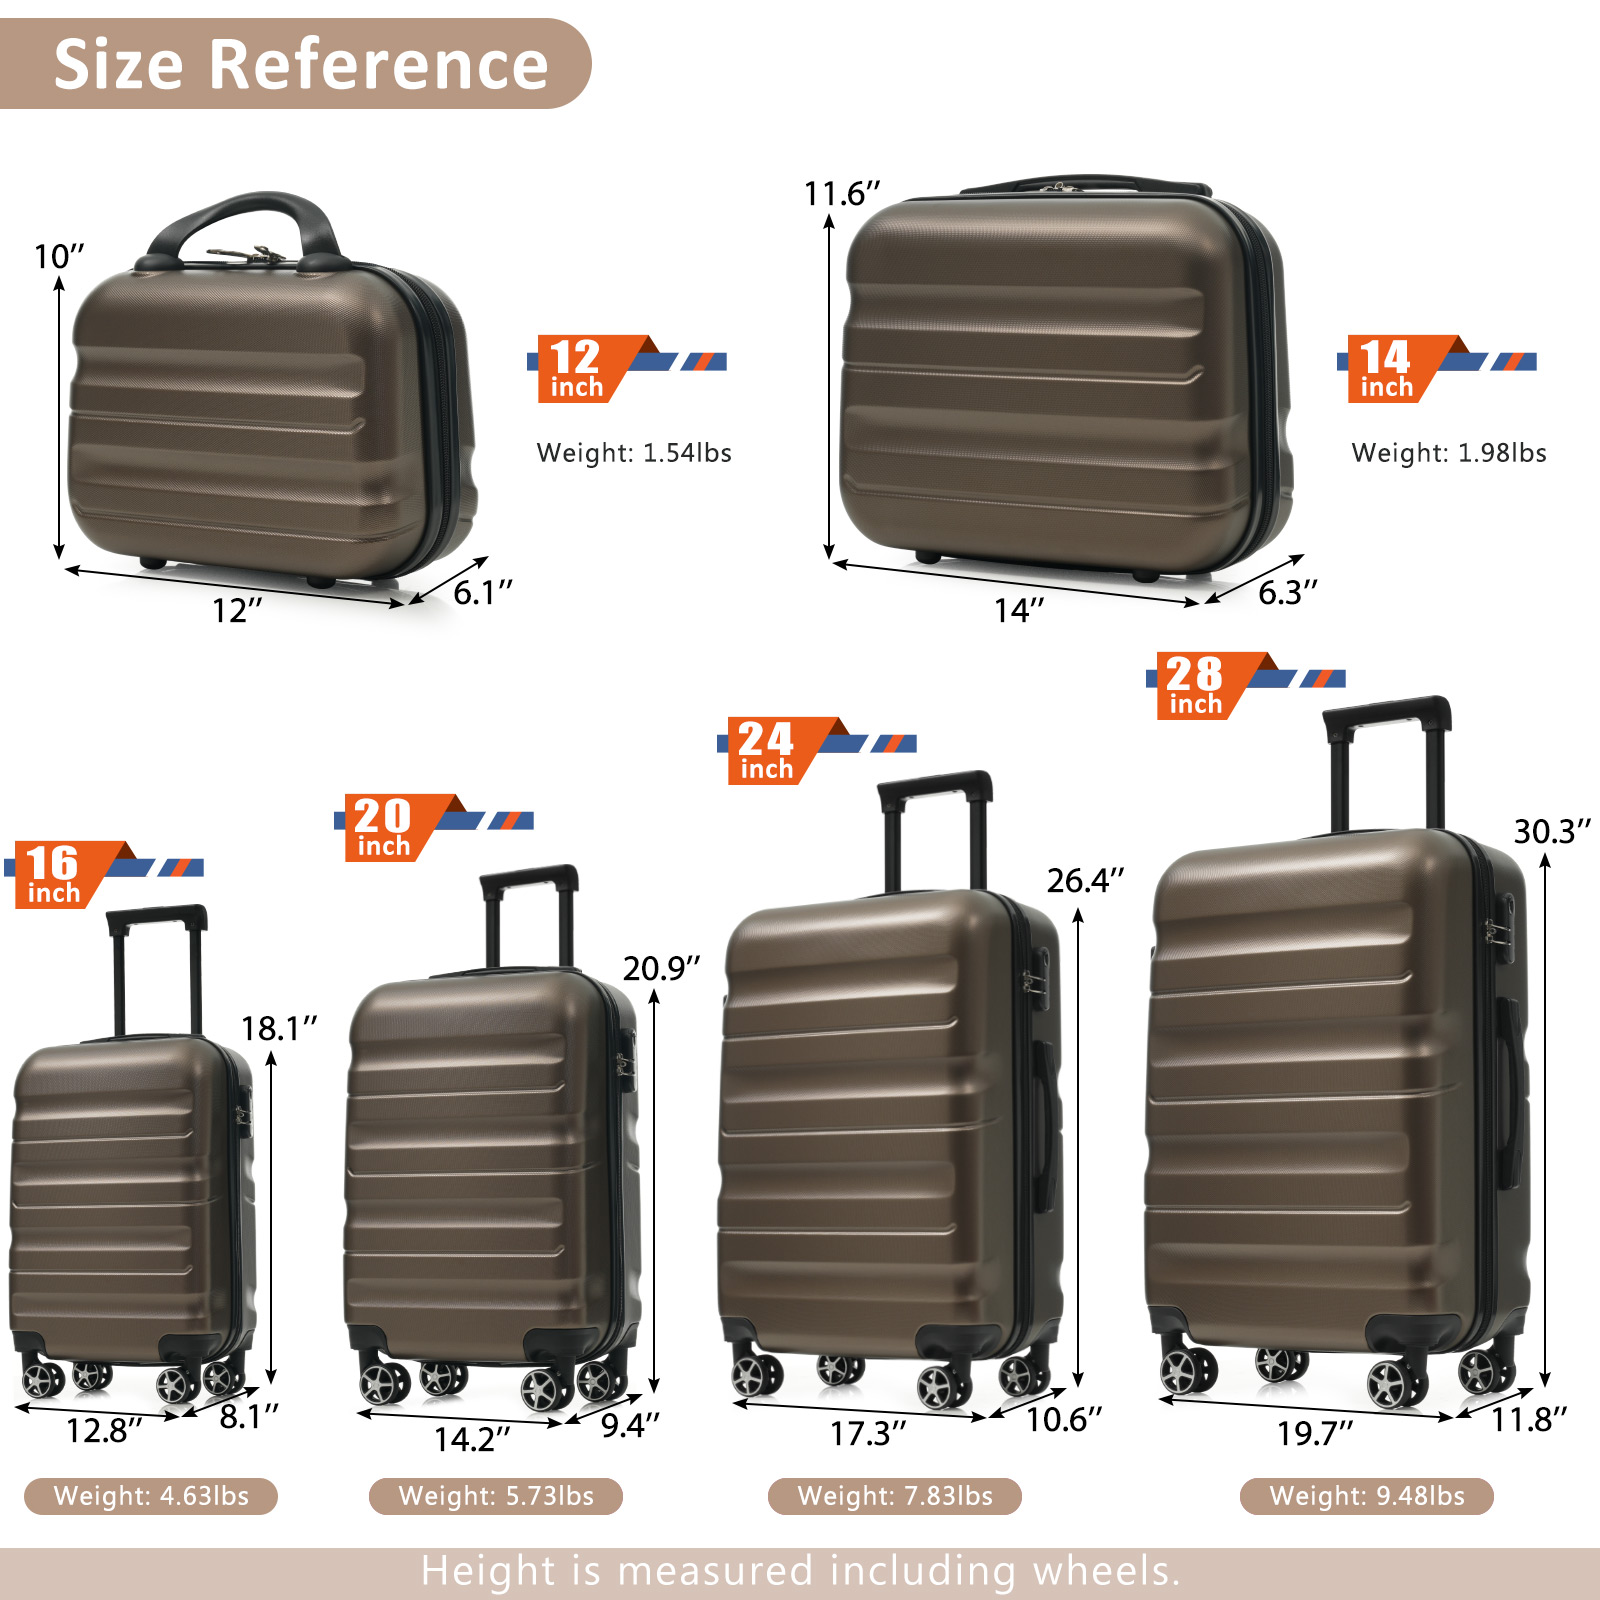 Size Reference
10’’
12’’
6.1’’
12
inch
Weight: 1.54lbs
11.6’’
14’’
6.3’’
14
inch
Weight: 1.98lbs
16
inch
18.1’’
12.8’’
8.1’’
Weight: 4.63lbs
20
inch
20.9’’
14.2’’
9.4’’
Weight: 5.73lbs
24
inch
26.4’’
17.3’’
10.6’’
Weight: 7.83lbs
28
inch
30.3’’
19.7’’
11.8’’
Weight: 9.48lbs
Height is measured including wheels.